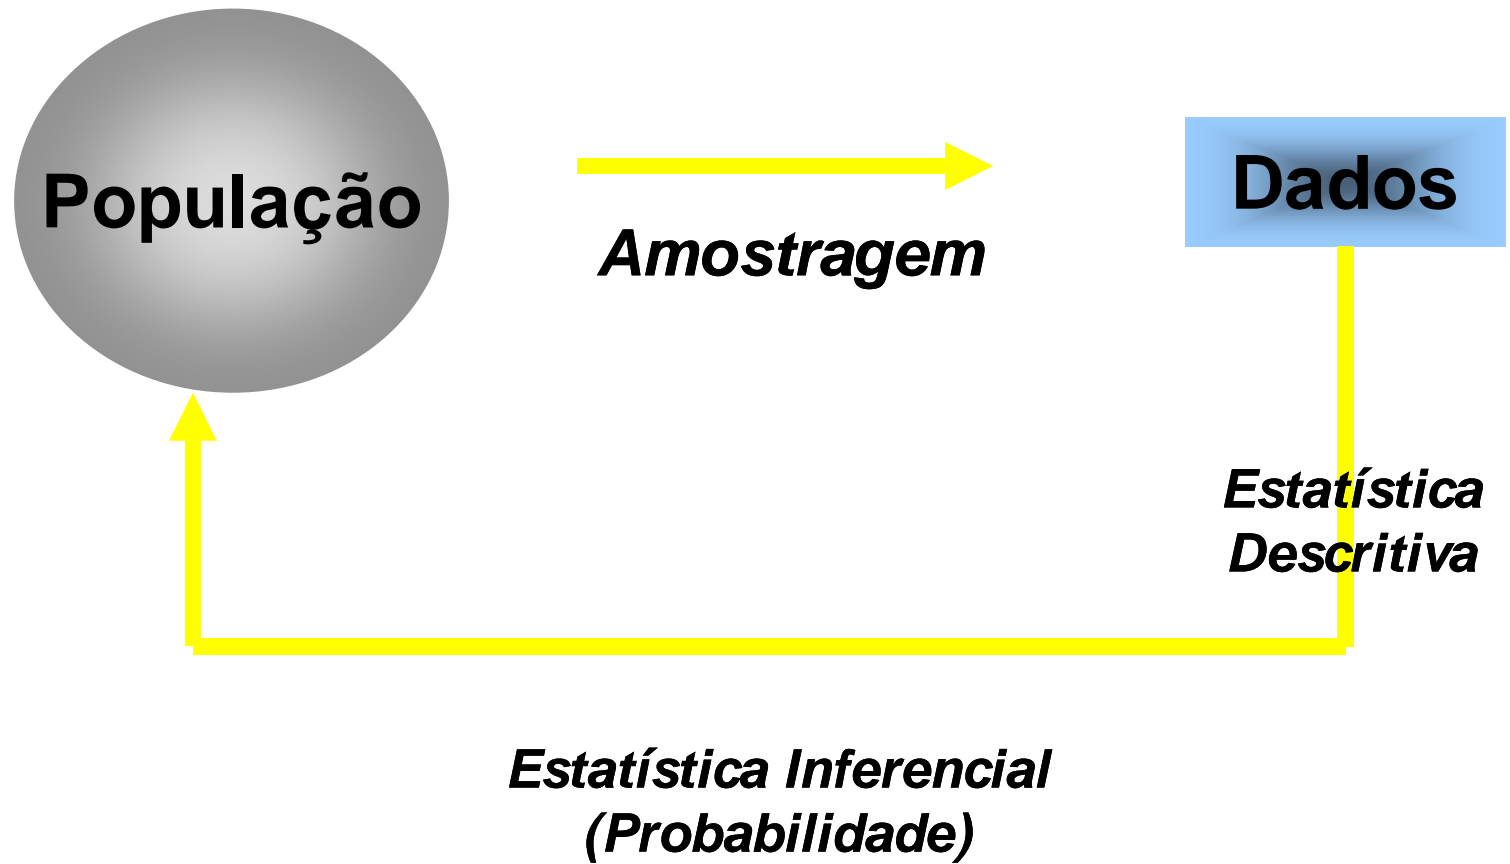 População
Dados
Amostragem
Estatística
Descritiva
Estatística Inferencial
(Probabilidade)